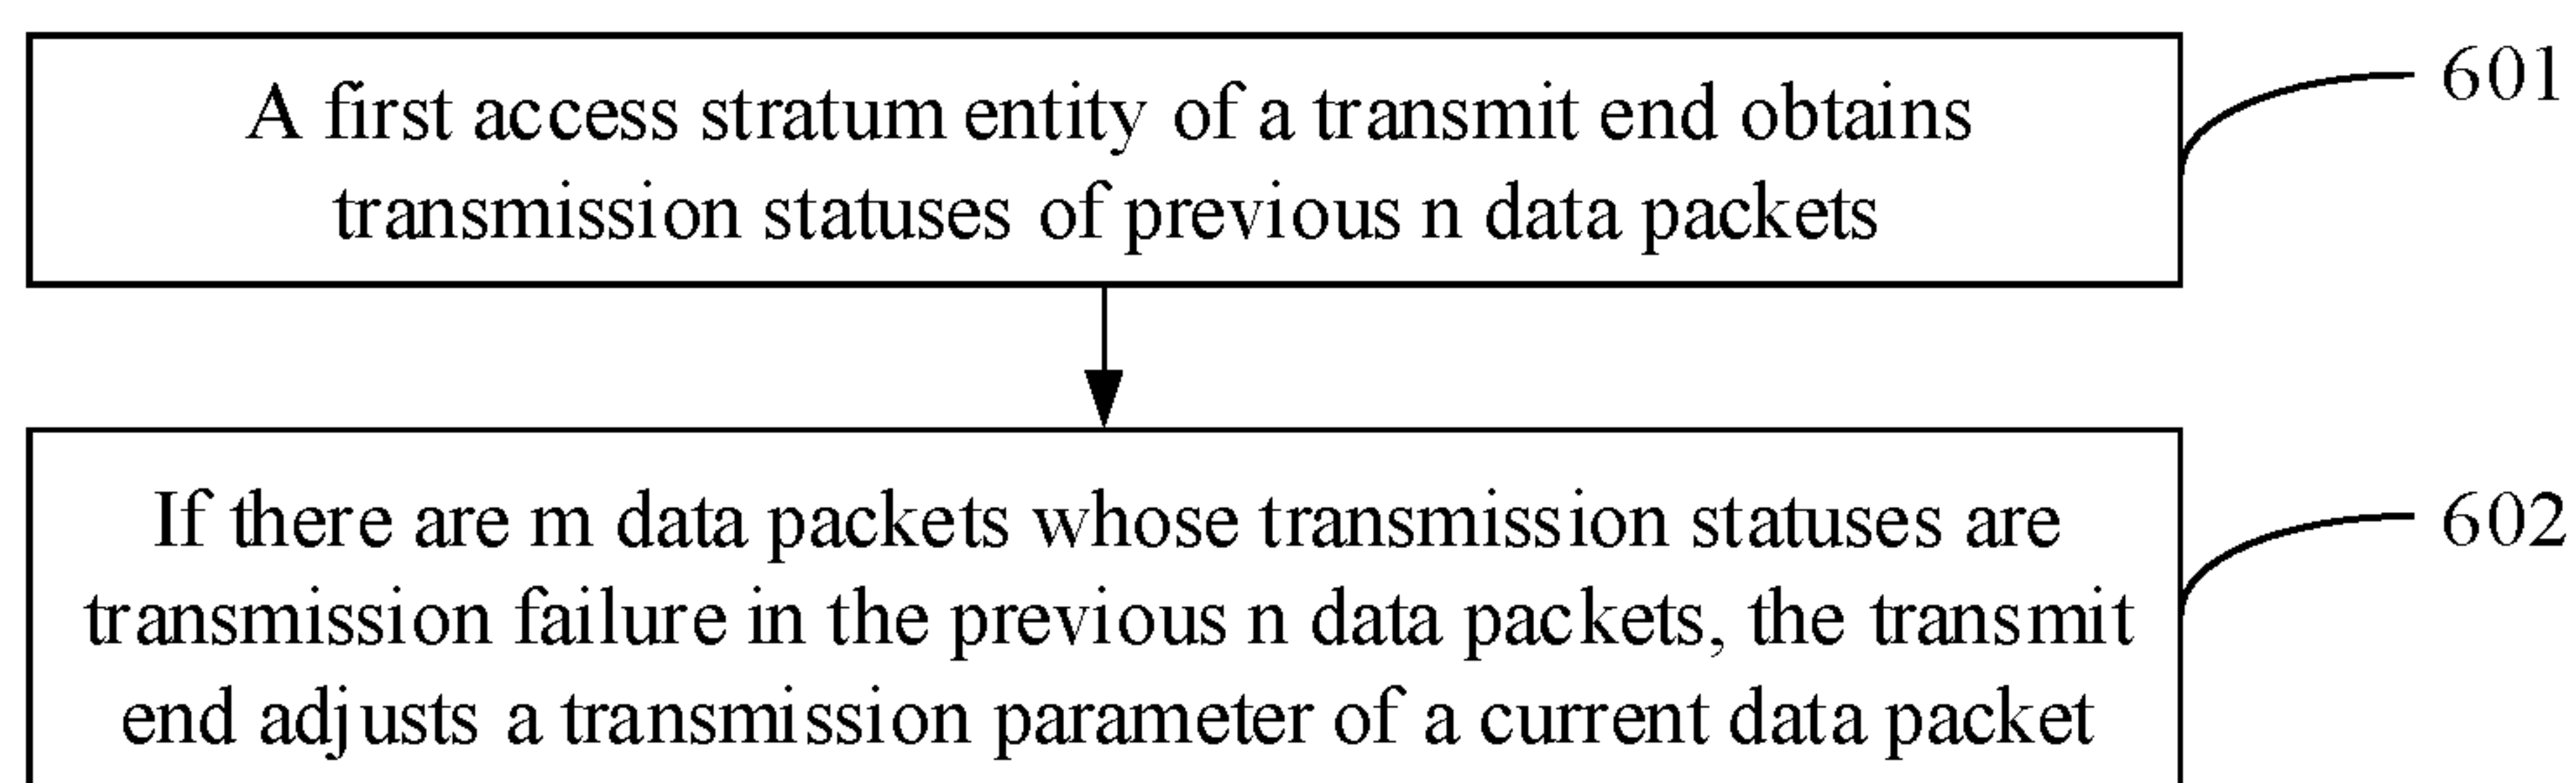 A first access stratum entity of a transmit end obtains
transmission statuses of previous n data packets
601
If there are m data packets whose transmission statuses are
transmission failure in the previous n data packets, the transmit
end adjusts a transmission parameter of a current data packet
602